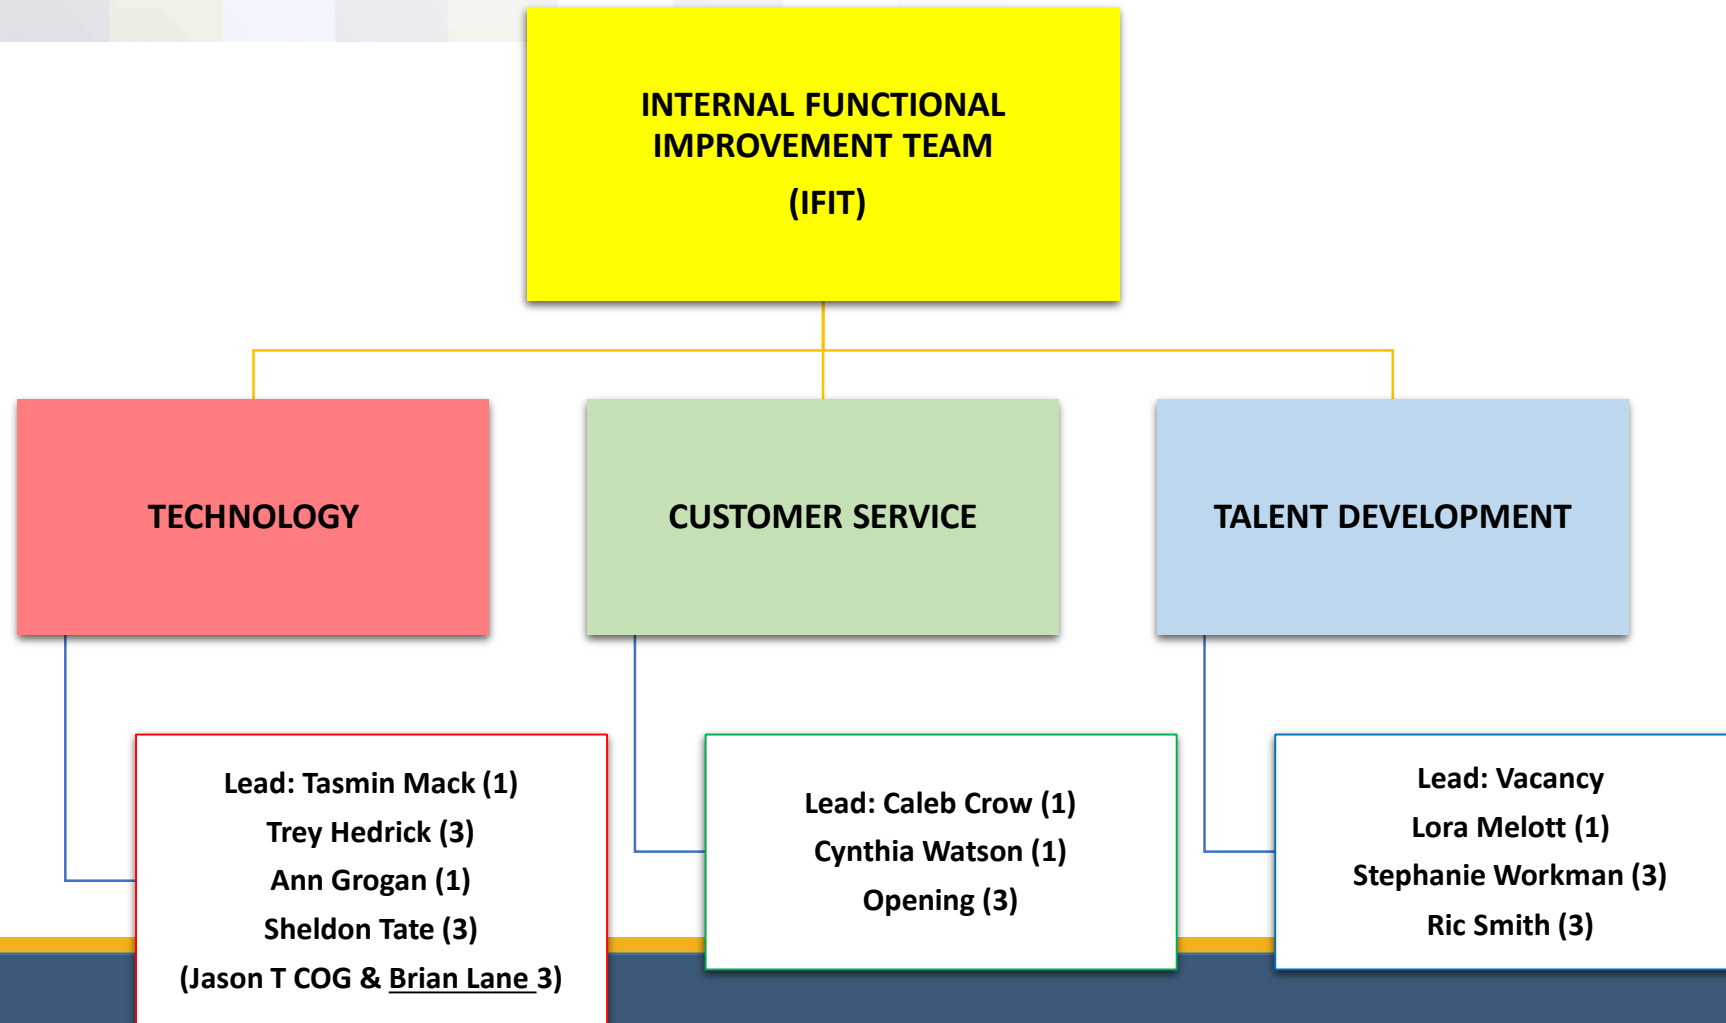 INTERNAL FUNCTIONAL
IMPROVEMENT TEAM
(IFIT)
TECHNOLOGY
CUSTOMER SERVICE
TALENT DEVELOPMENT
Lead: Tasmin Mack (1)
Trey Hedrick (3)
Ann Grogan (1)
Sheldon Tate (3)
(Jason T COG & Brian Lane 3)
Lead: Caleb Crow (1)
Cynthia Watson (1)
Opening (3)
Lead: Vacancy
Lora Melott (1)
Stephanie Workman (3)
Ric Smith (3)